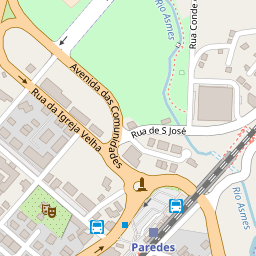 Rio Asmes
Rua Conde
Avenida das Comunidades
Rua da Igreja Velha
Rua de S José
Rio Asmes
Paredes